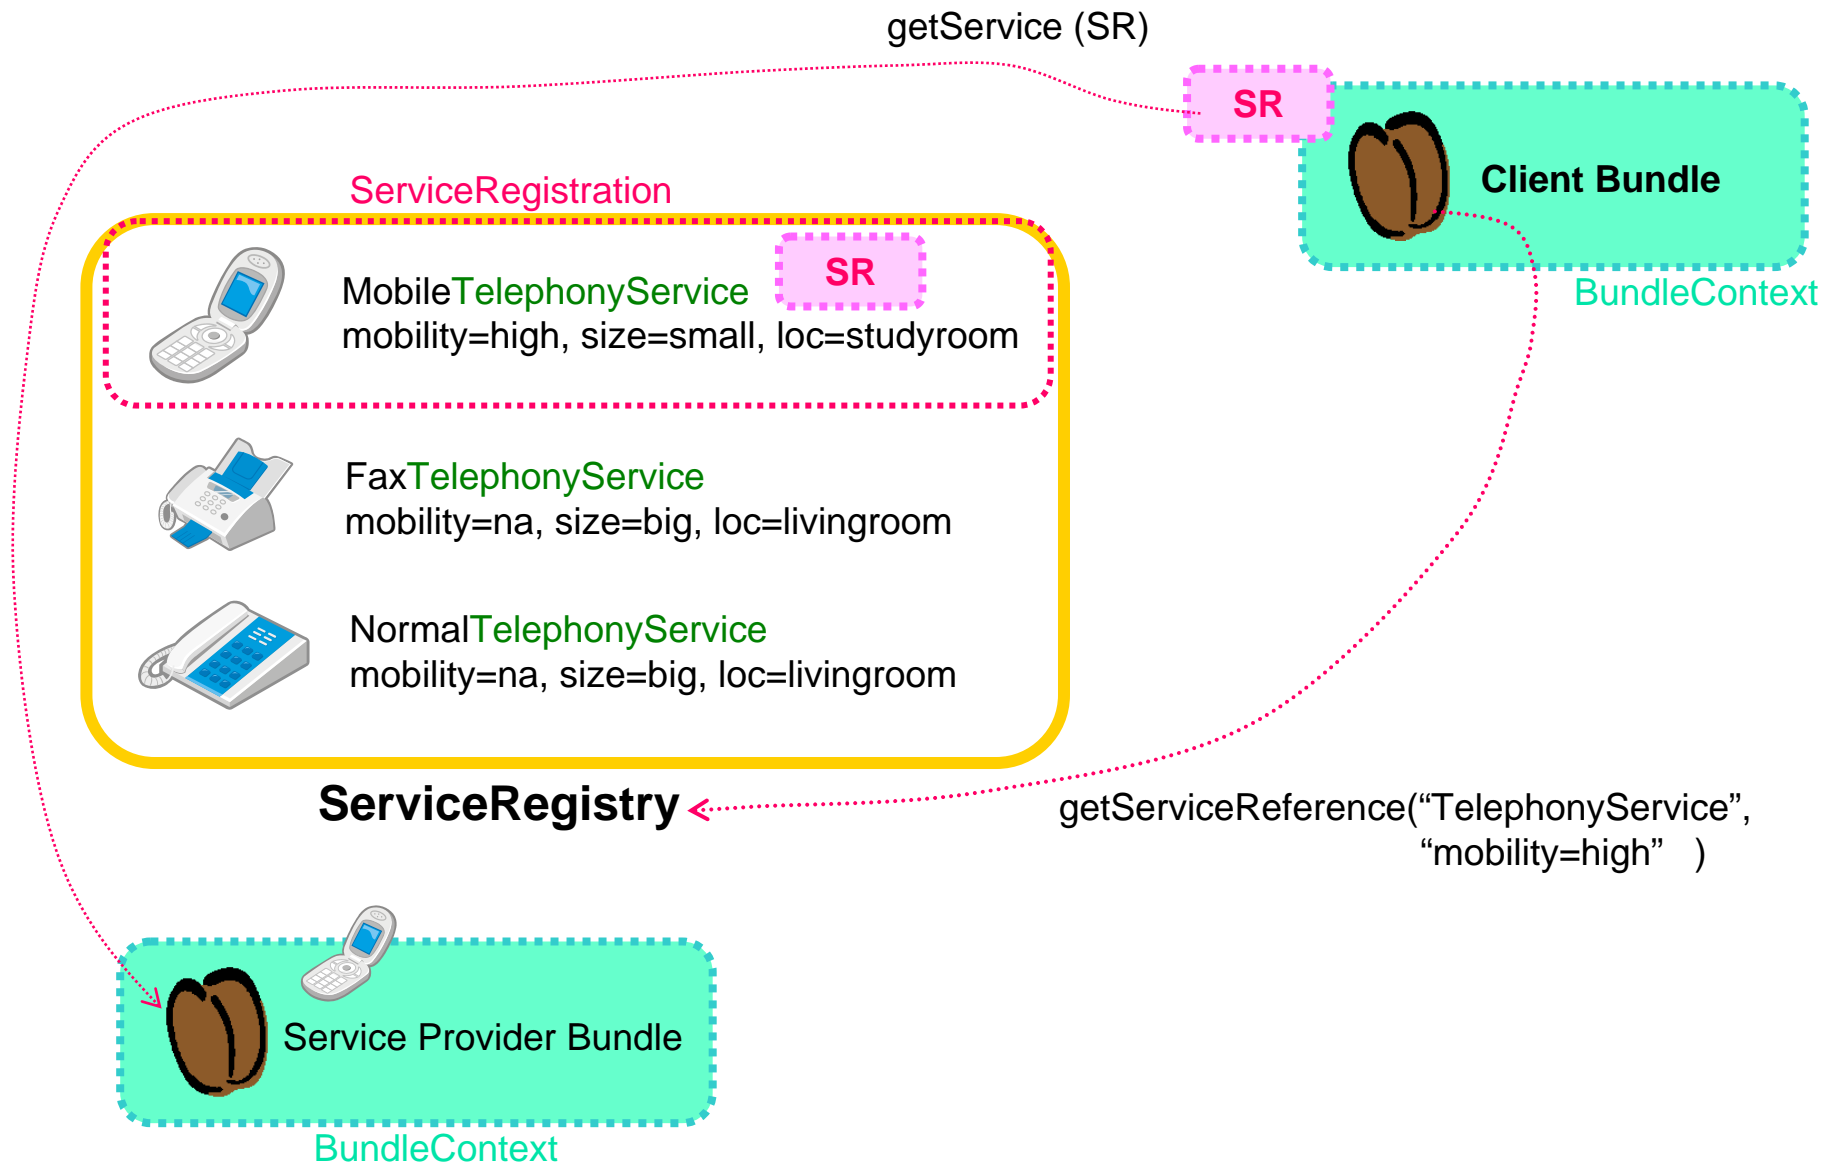 getService (SR)
SR
Client Bundle
BundleContext
ServiceRegistration
SR
MobileTelephonyService
mobility=high, size=small, loc=studyroom
FaxTelephonyService
mobility=na, size=big, loc=livingroom
NormalTelephonyService
mobility=na, size=big, loc=livingroom
ServiceRegistry
getServiceReference(“TelephonyService”,
“mobility=high” )
Service Provider Bundle
BundleContext